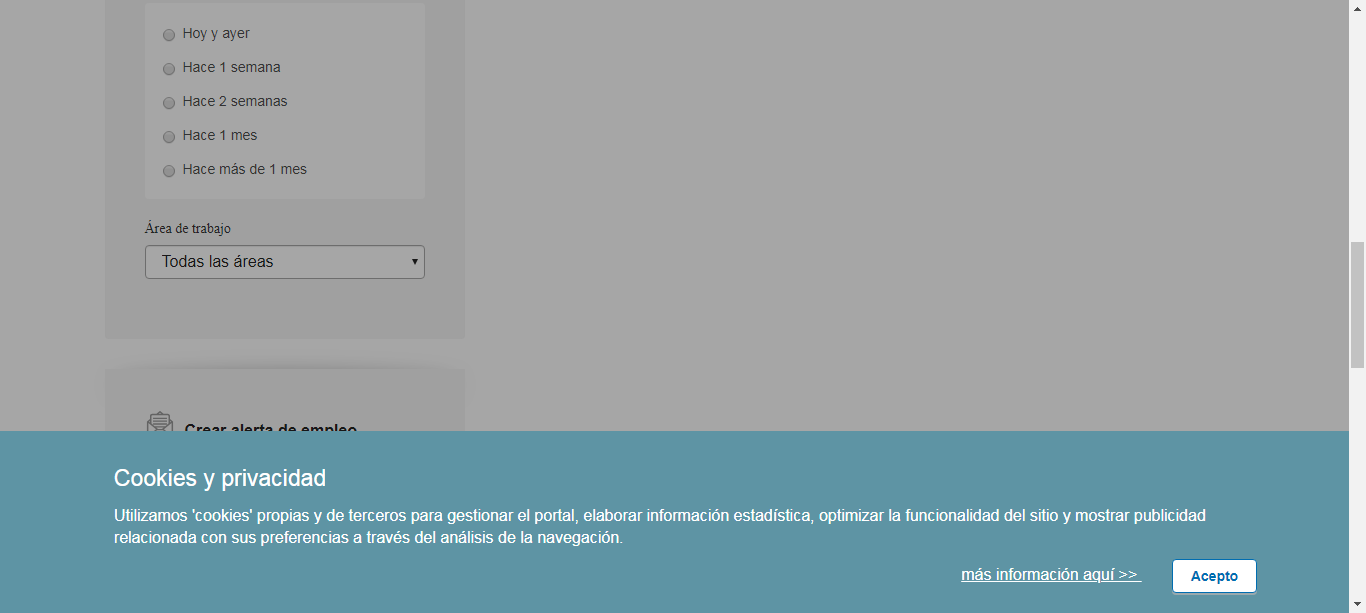 Hoy y ayer
Hace 1 semana
Hace 2 semanas
Hace 1 mes
Hace más de 1 mes
Área de trabajo
Todas las áreas
Crear alerta de empleo
Cookies y privacidad
Utilizamos 'cookies' propias y de terceros para gestionar el portal, elaborar información estadística, optimizar la funcionalidad del sitio y mostrar publicidad
relacionada con sus preferencias a través del análisis de la navegación.
más información aquí >>
Acepto